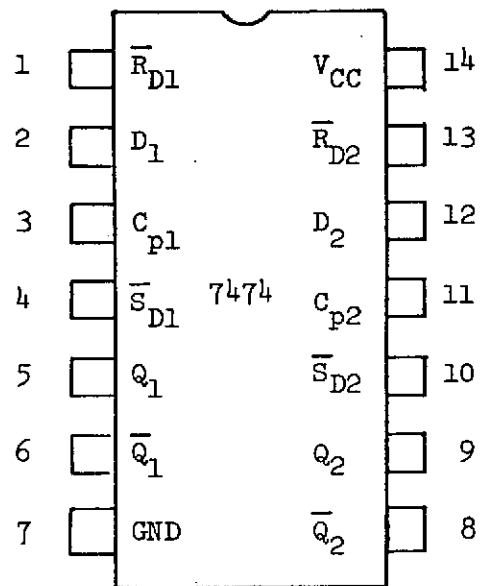 1 R̅D1 VCC 14
2 D1 R̅D2 13
3 Cp1 D2 12
4 S̅D1 7474 Cp2 11
5 Q1 S̅D2 10
6 Q̅1 Q2 9
7 GND Q̅2 8